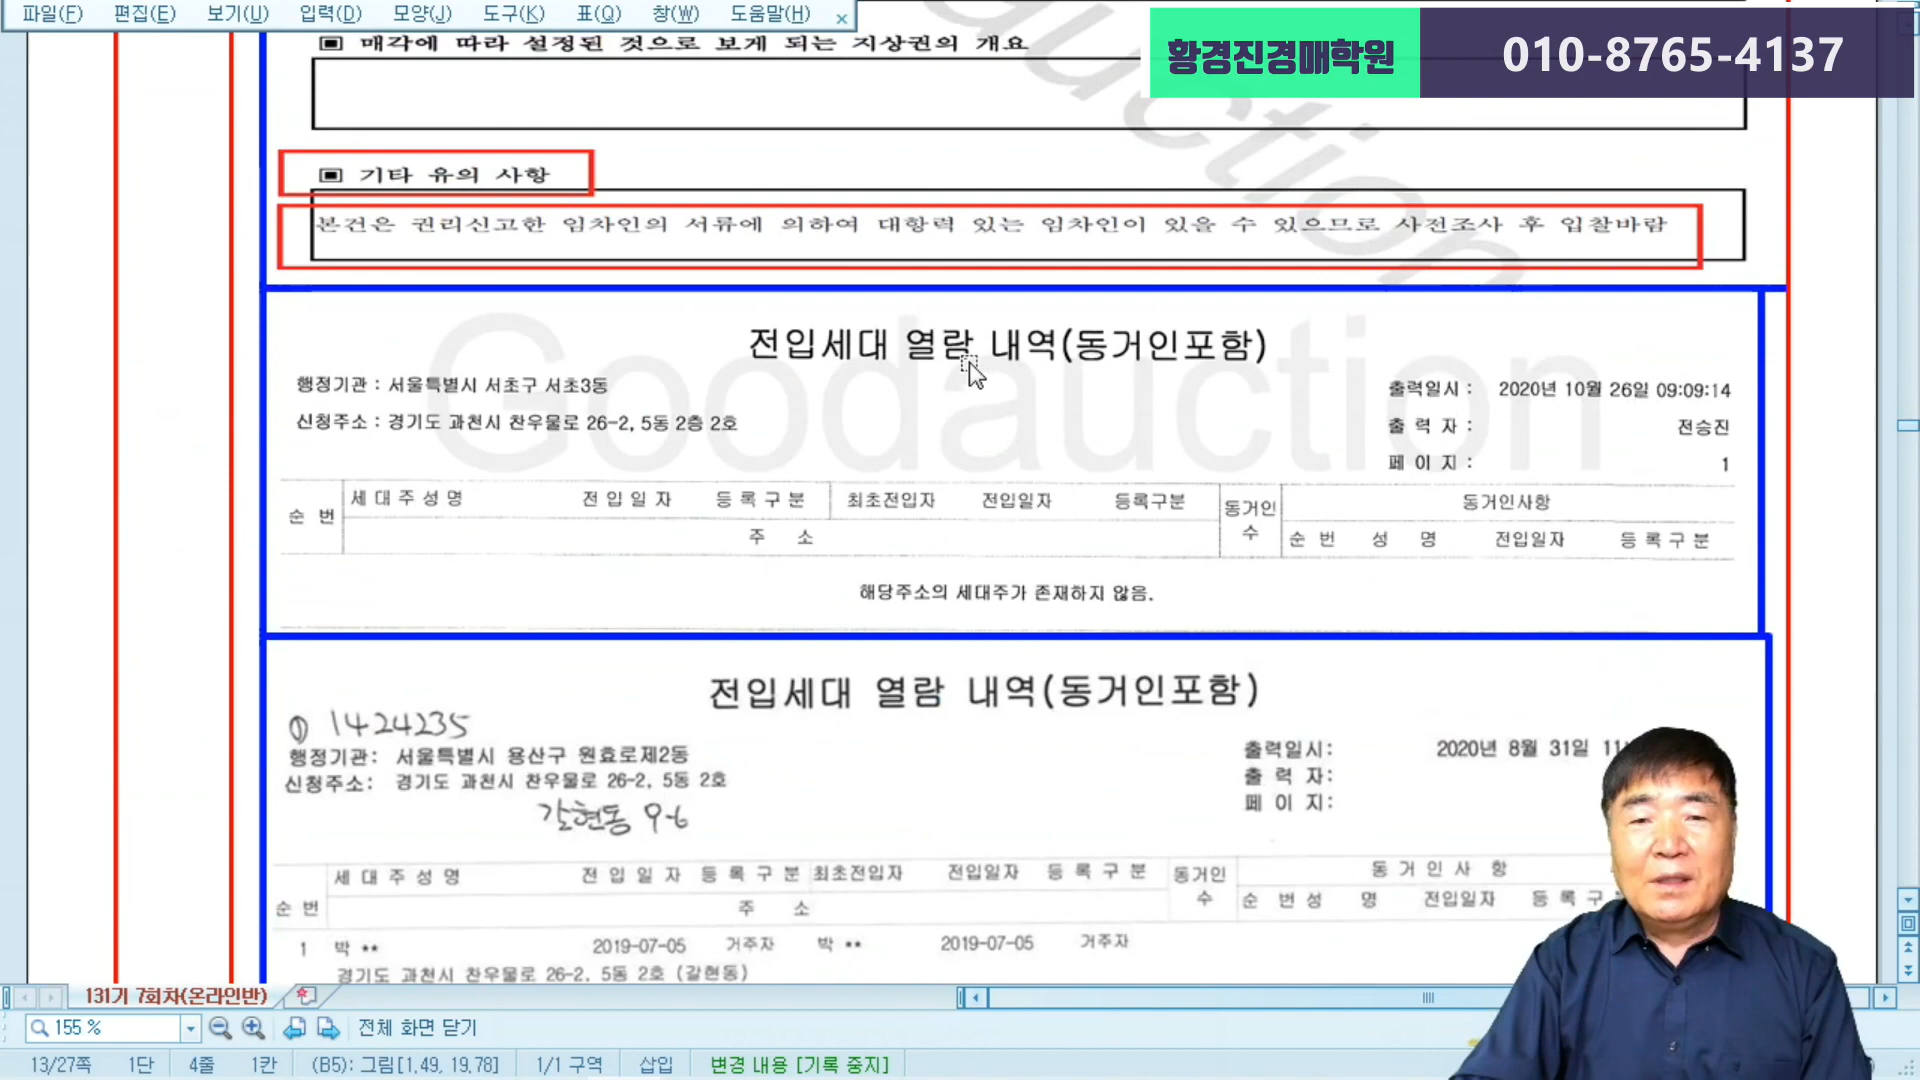 파일(F) 편집(E) 보기(U) 입력(D) 모양(J) 도구(K) 표(Q) 창(W) 도움말(H)
황경진경매학원 010-8765-4137
▣ 매각에 따라 설정된 것으로 보게 되는 지상권의 개요
▣ 기타 유의 사항
본건은 권리신고한 임차인의 서류에 의하여 대항력 있는 임차인이 있을 수 있으므로 사전조사 후 입찰바람
Goodauction
전입세대 열람 내역(동거인포함)
행정기관 : 서울특별시 서초구 서초3동
출력일시 : 2020년 10월 26일 09:09:14
신청주소 : 경기도 과천시 찬우물로 26-2, 5동 2층 2호
출 력 자 : 전승진
페 이 지 : 1
순 번 세 대 주 성 명 전 입 일 자 등 록 구 분 최초전입자 전입일자 등록구분 동거인 수 동거인사항
주 소 순 번 성 명 전입일자 등 록 구 분
해당주소의 세대주가 존재하지 않음.
전입세대 열람 내역(동거인포함)
① 1424235
행정기관: 서울특별시 용산구 원효로제2동
출력일시: 2020년 8월 31일 11
신청주소: 경기도 과천시 찬우물로 26-2, 5동 2호
출 력 자:
갈현동 9-6
페 이 지:
순 번 세 대 주 성 명 전 입 일 자 등 록 구 분 최초전입자 전입일자 등 록 구 분 동거인 수 동 거 인 사 항
주 소 순 번 성 명 전입일자 등 록 구
1 박 ** 2019-07-05 거주자 박 ** 2019-07-05 거주자
경기도 과천시 찬우물로 26-2, 5동 2호 (갈현동)
131기 7회차(온라인반)
155 % 전체 화면 닫기
13/27쪽 1단 4줄 1칸 (B5): 그림[1,49, 19,78] 1/1 구역 삽입 변경 내용 [기록 중지]